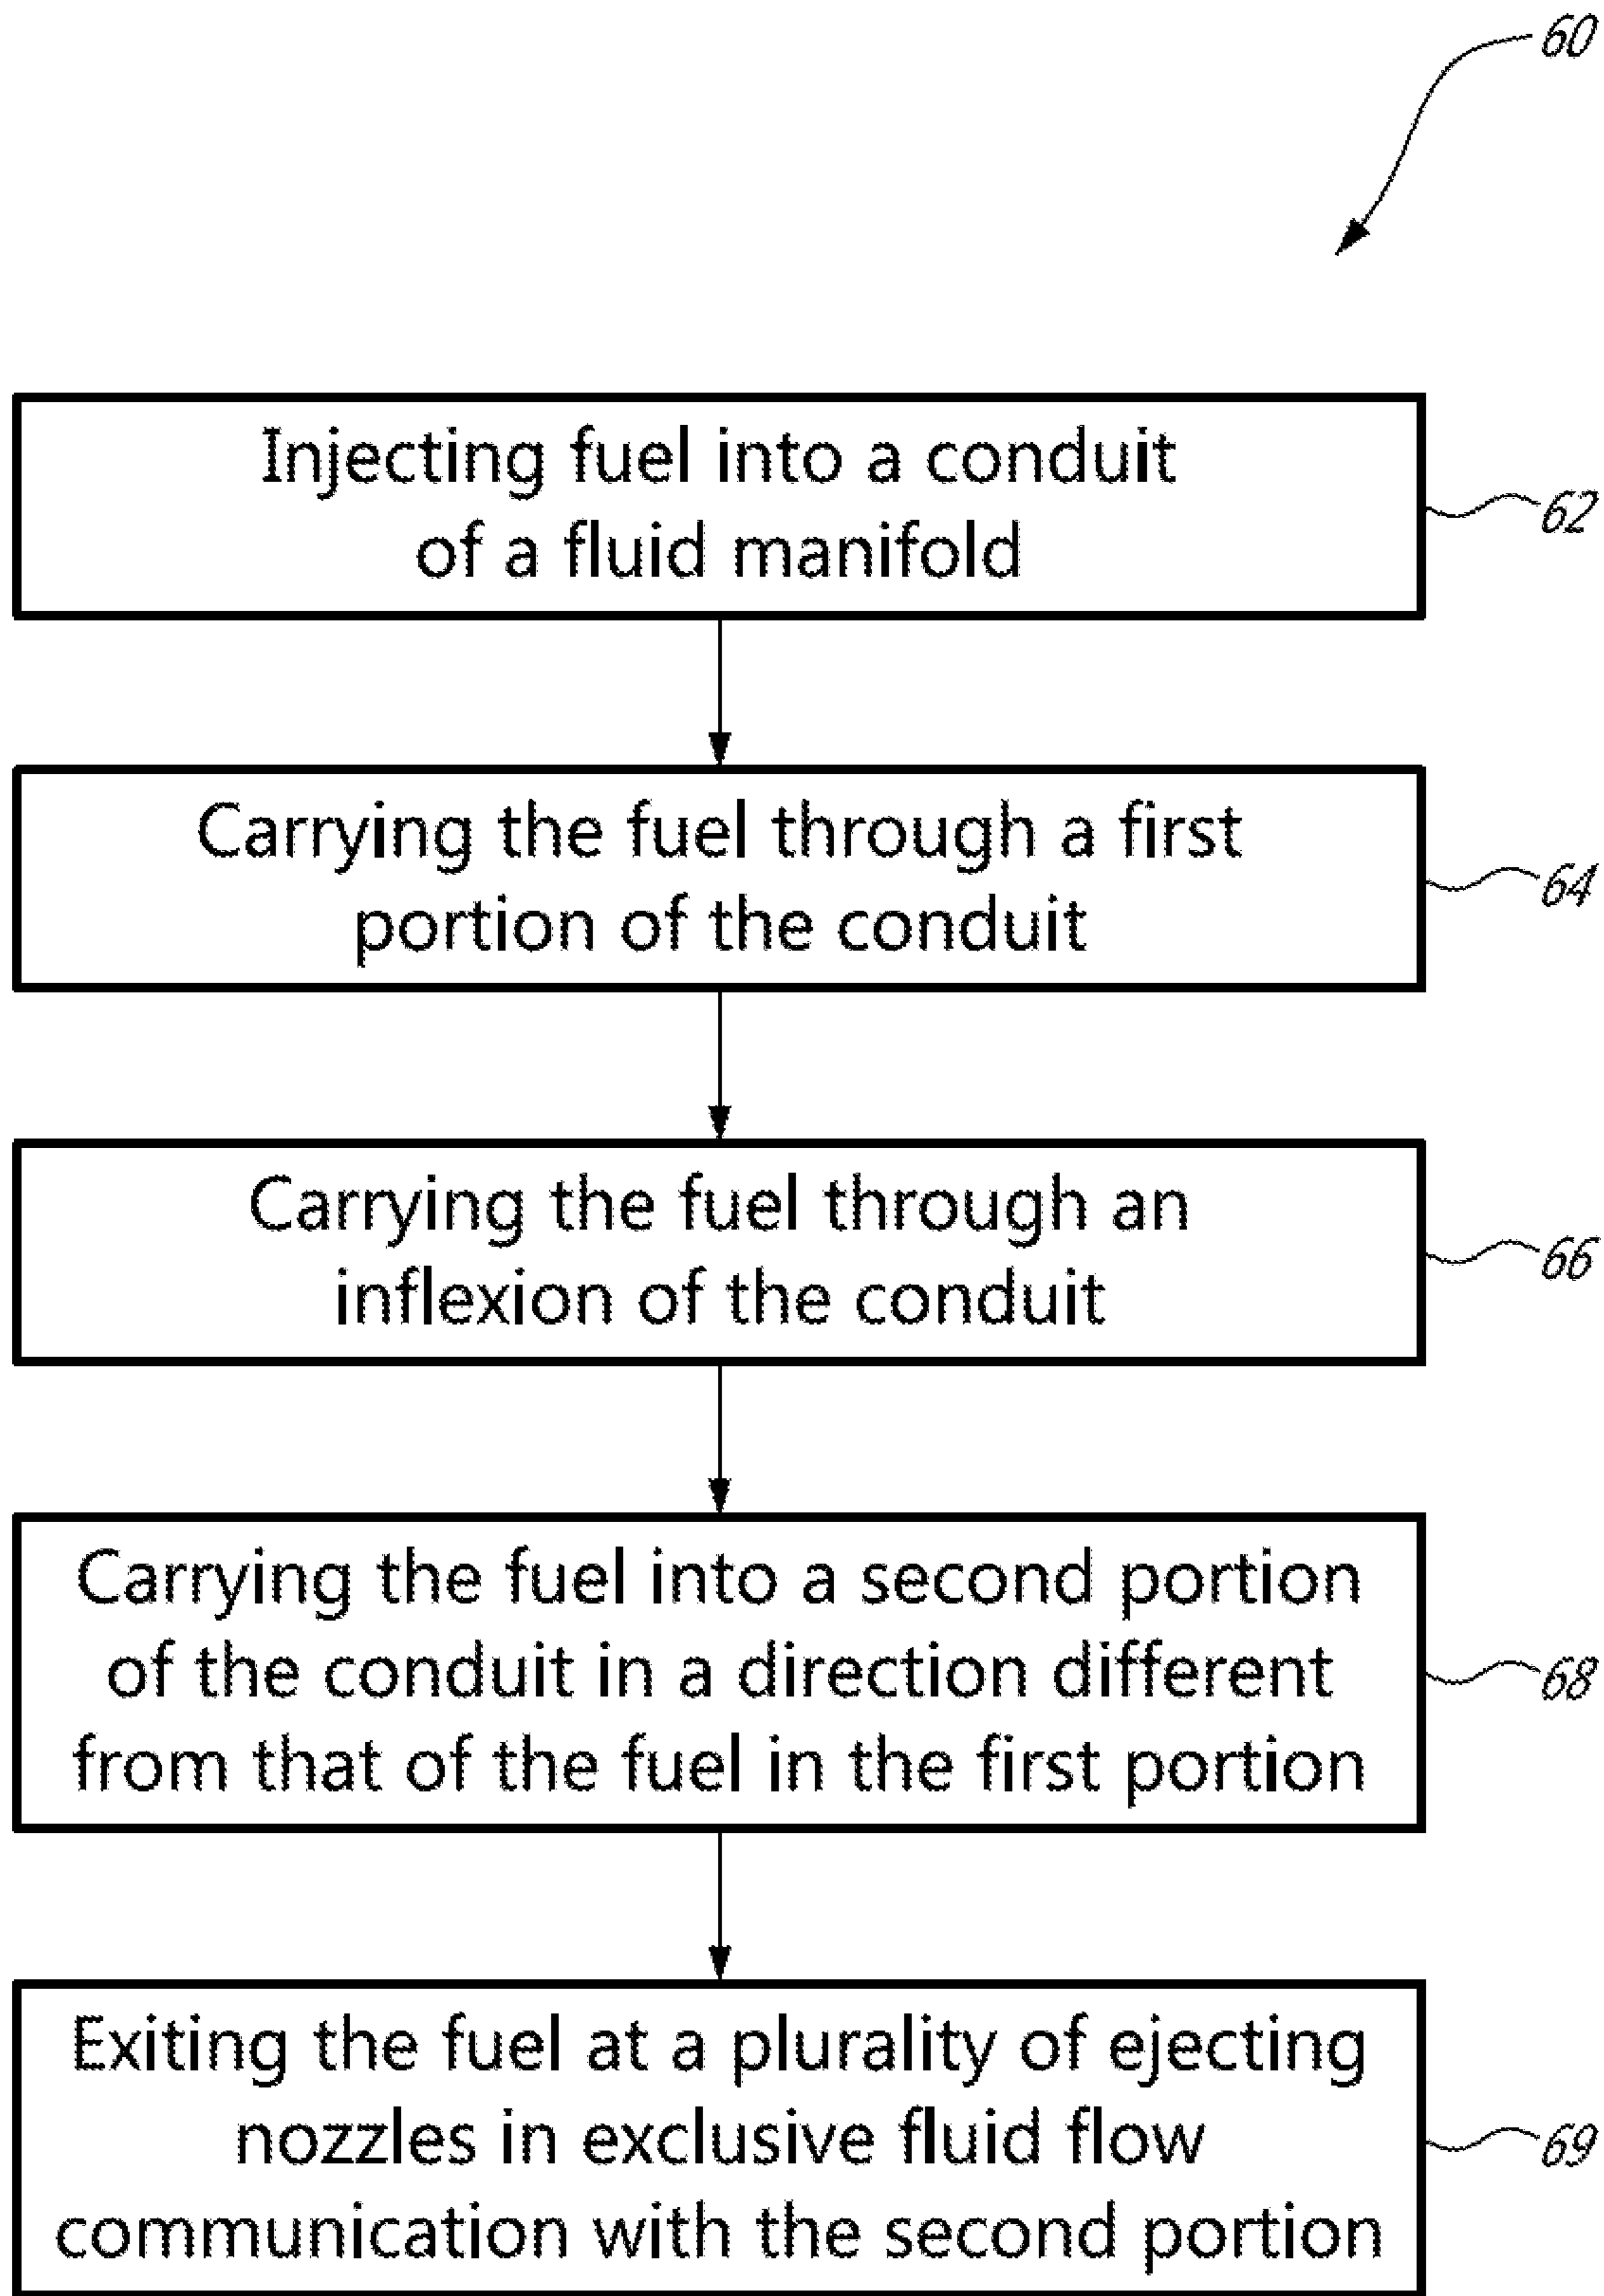 60
Injecting fuel into a conduit
of a fluid manifold
62
Carrying the fuel through a first
portion of the conduit
64
Carrying the fuel through an
inflexion of the conduit
66
Carrying the fuel into a second portion
of the conduit in a direction different
from that of the fuel in the first portion
68
Exiting the fuel at a plurality of ejecting
nozzles in exclusive fluid flow
communication with the second portion
69